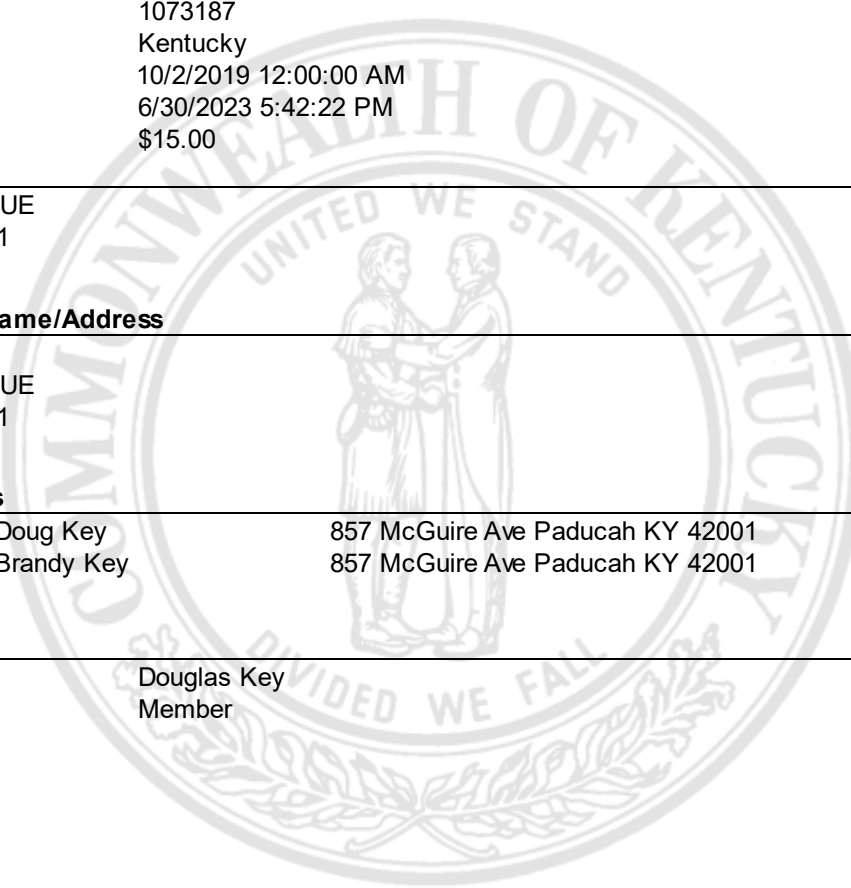 1073187
Kentucky
10/2/2019 12:00:00 AM
6/30/2023 5:42:22 PM
$15.00
UE
1
ame/Address
UE
1
s
Doug Key 857 McGuire Ave Paducah KY 42001
Brandy Key 857 McGuire Ave Paducah KY 42001
Douglas Key
Member
COMMONWEALTH OF KENTUCKY
UNITED WE STAND
DIVIDED WE FALL